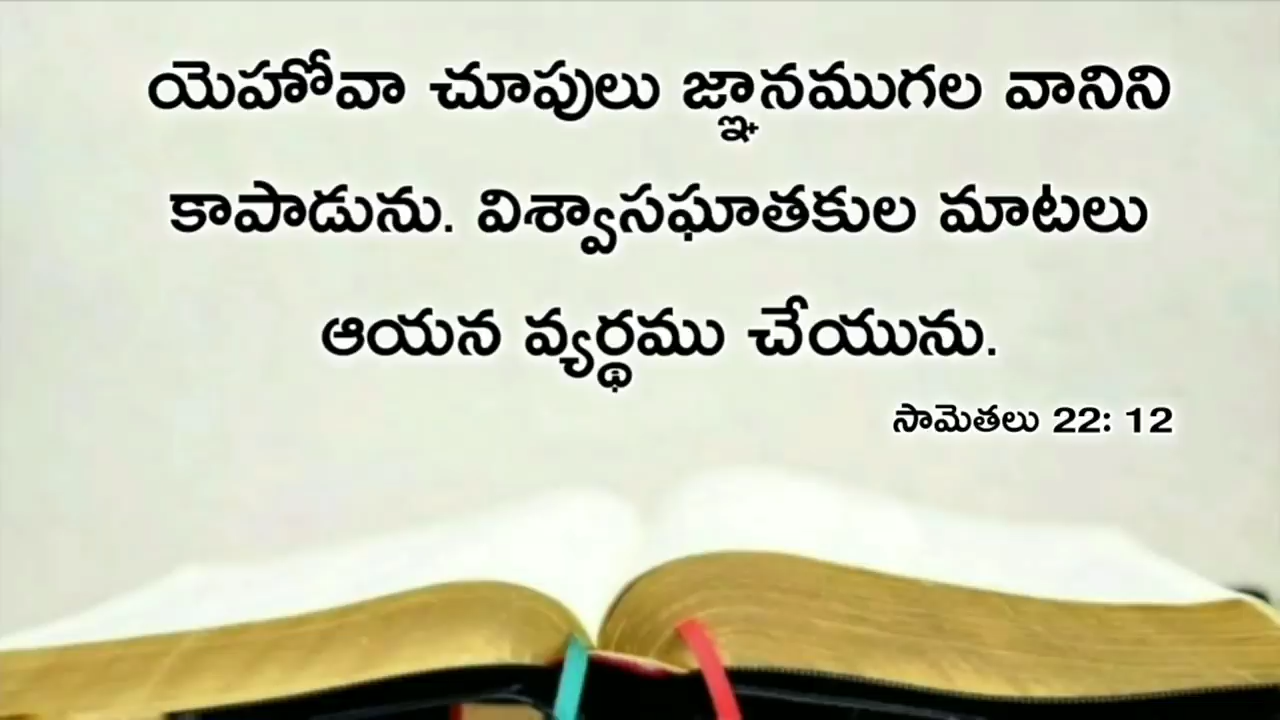 యెహోవా చూపులు జ్ఞానముగల వానిని
కాపాడును. విశ్వాసఘాతకుల మాటలు
ఆయన వ్యర్థము చేయును.
సామెతలు 22: 12